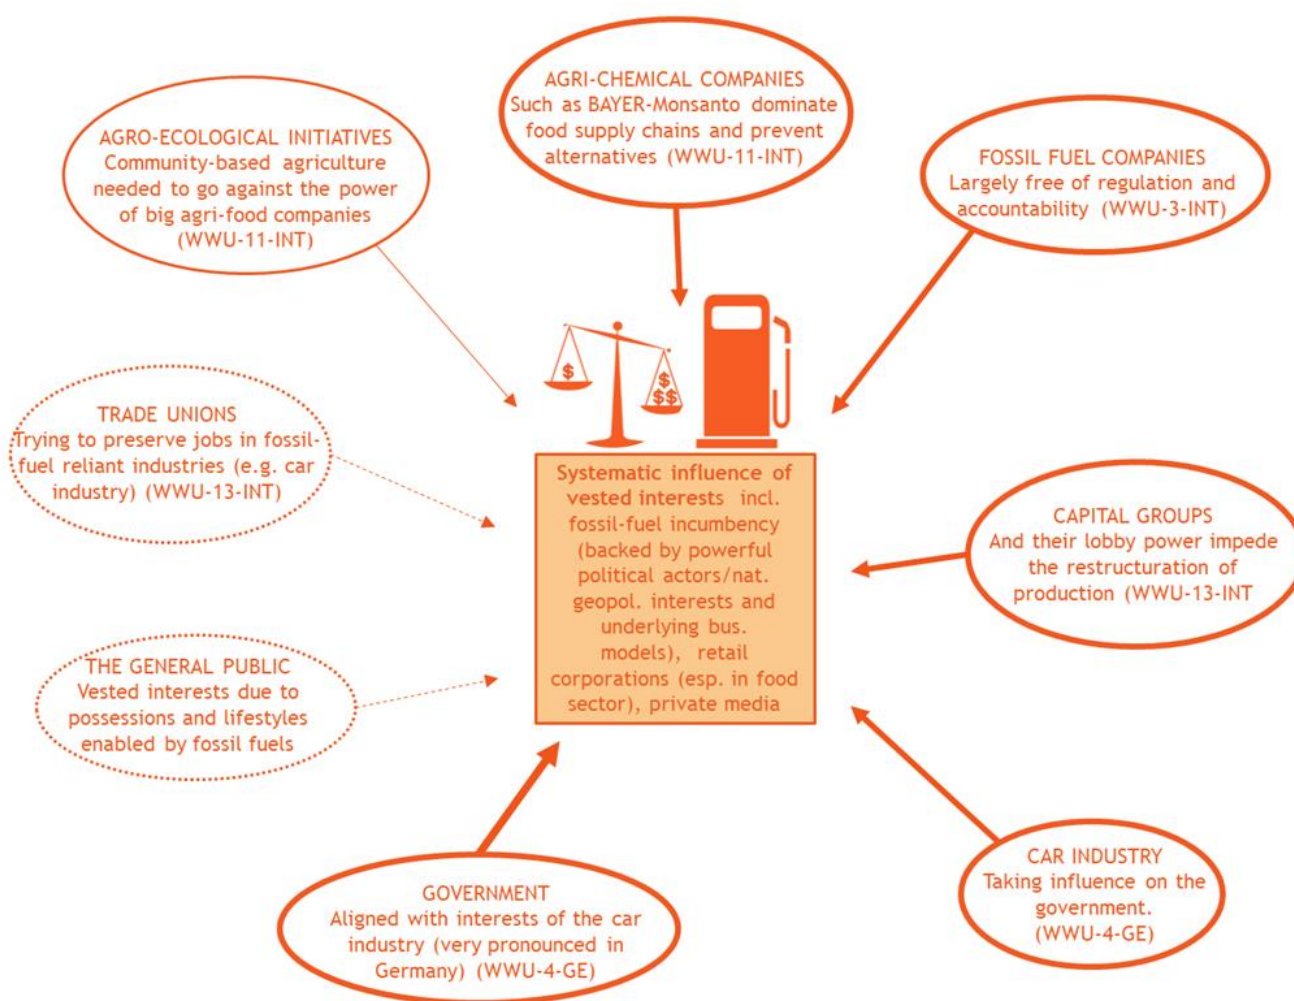 AGRI-CHEMICAL COMPANIES
Such as BAYER-Monsanto dominate
food supply chains and prevent
alternatives (WWU-11-INT)
AGRO-ECOLOGICAL INITIATIVES
Community-based agriculture
needed to go against the power
of big agri-food companies
(WWU-11-INT)
FOSSIL FUEL COMPANIES
Largely free of regulation and
accountability (WWU-3-INT)
$
$
$$
TRADE UNIONS
Trying to preserve jobs in fossil-
fuel reliant industries (e.g. car
industry) (WWU-13-INT)
Systematic influence of
vested interests incl.
fossil-fuel incumbency
(backed by powerful
political actors/nat.
geopol. interests and
underlying bus.
models), retail
corporations (esp. in food
sector), private media
CAPITAL GROUPS
And their lobby power impede
the restructuration of
production (WWU-13-INT
THE GENERAL PUBLIC
Vested interests due to
possessions and lifestyles
enabled by fossil fuels
CAR INDUSTRY
Taking influence on the
government.
(WWU-4-GE)
GOVERNMENT
Aligned with interests of the car
industry (very pronounced in
Germany) (WWU-4-GE)